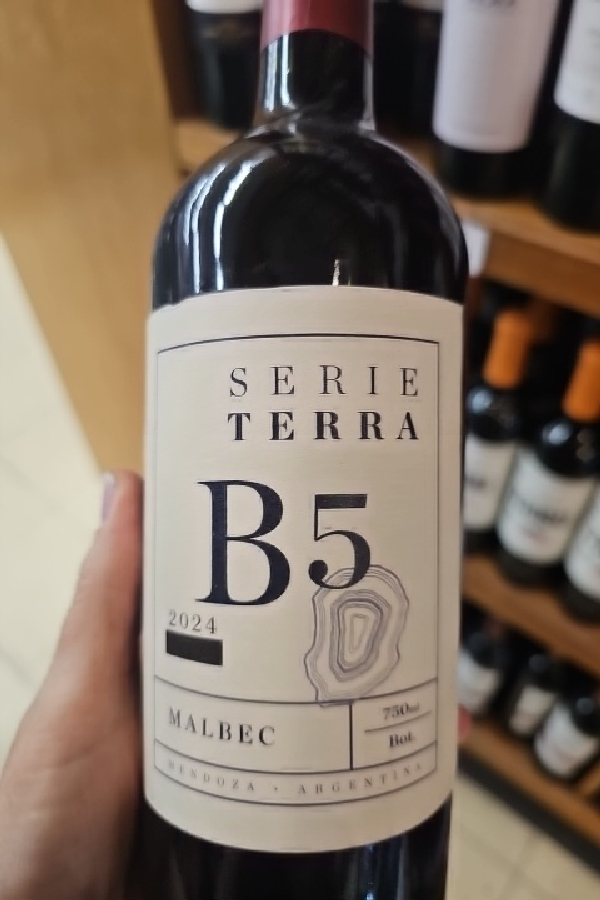 SERIE
TERRA
B5
2024
MALBEC
750ml
Bot.
MENDOZA - ARGENTINA